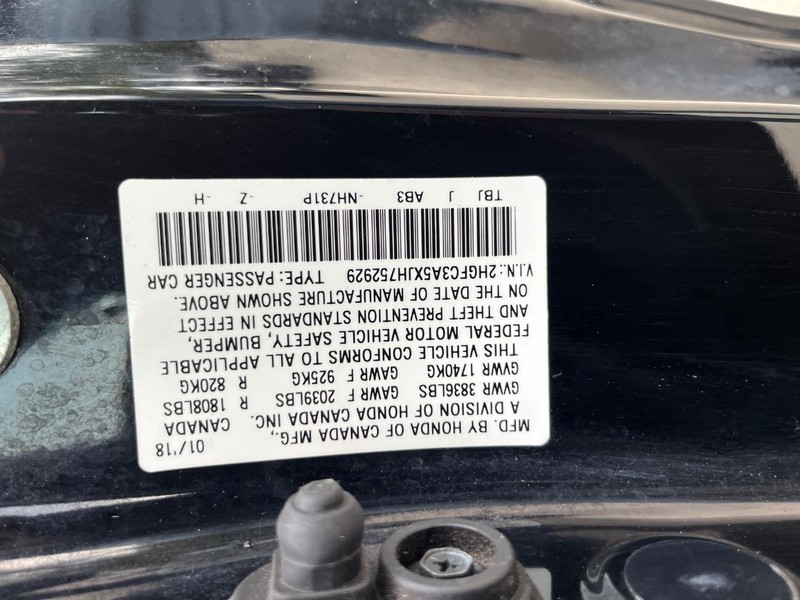 MFD. BY HONDA OF CANADA MFG., 01/'18
A DIVISION OF HONDA CANADA INC. CANADA
GVWR 3836LBS GAWR F 2039LBS R 1808LBS
GVWR 1740KG GAWR F 925KG R 820KG
THIS VEHICLE CONFORMS TO ALL APPLICABLE
FEDERAL MOTOR VEHICLE SAFETY, BUMPER,
AND THEFT PREVENTION STANDARDS IN EFFECT
ON THE DATE OF MANUFACTURE SHOWN ABOVE.
V.I.N.: 2HGFC3A5XJH752929 TYPE: PASSENGER CAR
TBJ J AB3 -NH731P -Z -H